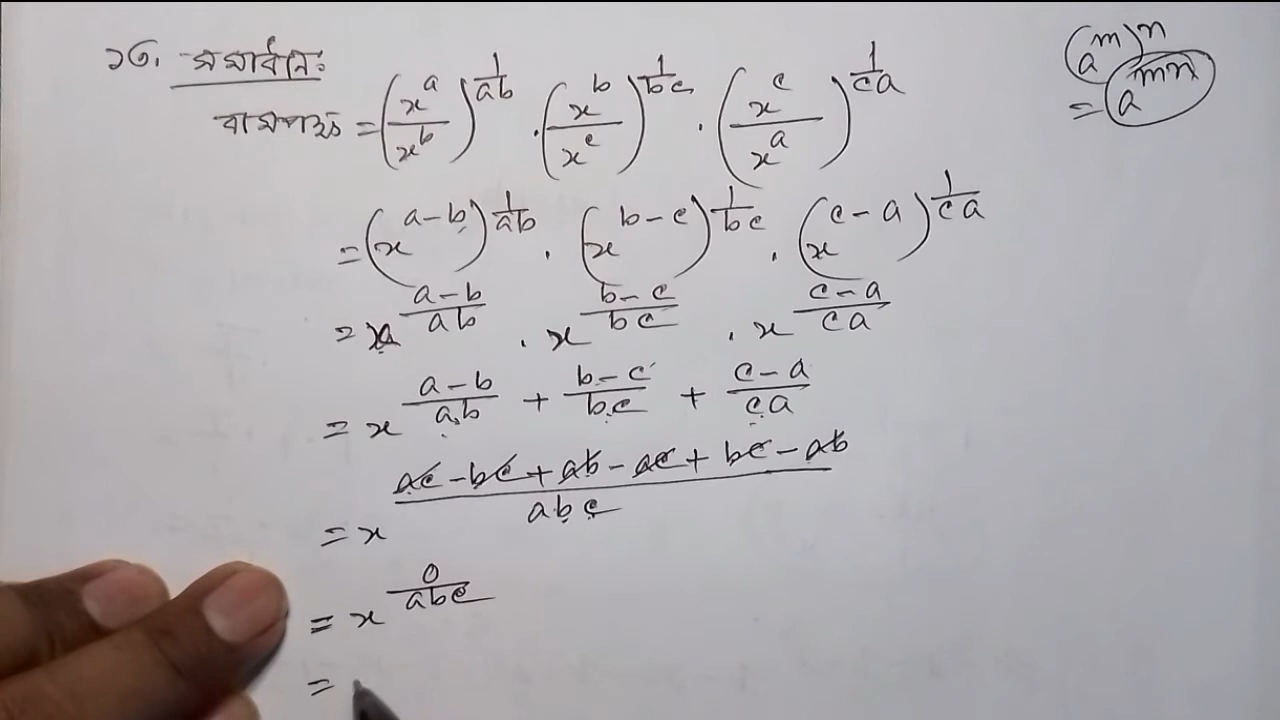 ১৩. সমাধান:
বামপক্ষ = (x^a/x^b)^(1/ab) . (x^b/x^c)^(1/bc) . (x^c/x^a)^(1/ca)
(a^m)^n
= a^(mn)
= (x^(a-b))^(1/ab) . (x^(b-c))^(1/bc) . (x^(c-a))^(1/ca)
= x^((a-b)/ab) . x^((b-c)/bc) . x^((c-a)/ca)
= x^((a-b)/ab + (b-c)/bc + (c-a)/ca)
= x^((ac-bc+ab-ac+bc-ab)/abc)
= x^(0/abc)
=